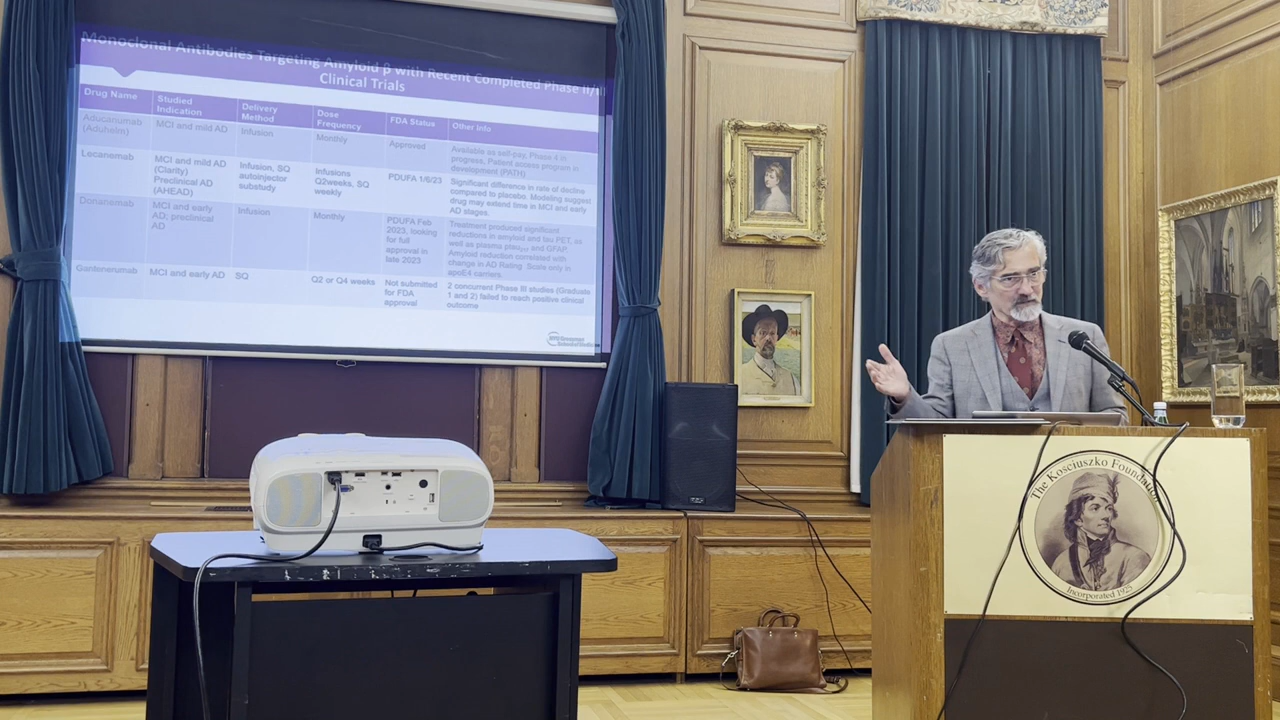 Monoclonal Antibodies Targeting Amyloid β with Recent Completed Phase II/III
Clinical Trials
Drug Name
Studied
Indication
Delivery
Method
Dose
Frequency
FDA Status
Other Info
Aducanumab
(Aduhelm)
MCI and mild AD
Infusion
Monthly
Approved
Available as self-pay, Phase 4 in
progress, Patient access program in
development (PATH)
Lecanemab
MCI and mild AD
(Clarity)
Preclinical AD
(AHEAD)
Infusion, SQ
autoinjector
substudy
Infusions
Q2weeks, SQ
weekly
PDUFA 1/6/23
Significant difference in rate of decline
compared to placebo. Modeling suggest
drug may extend time in MCI and early
AD stages.
Donanemab
MCI and early
AD; preclinical
AD
Infusion
Monthly
PDUFA Feb
2023, looking
for full
approval in
late 2023
Treatment produced significant
reductions in amyloid and tau PET, as
well as plasma ptau217 and GFAP.
Amyloid reduction correlated with
change in AD Rating Scale only in
apoE4 carriers.
Gantenerumab
MCI and early AD
SQ
Q2 or Q4 weeks
Not submitted
for FDA
approval
2 concurrent Phase III studies (Graduate
1 and 2) failed to reach positive clinical
outcome
The Kosciuszko Foundation
Incorporated 1925